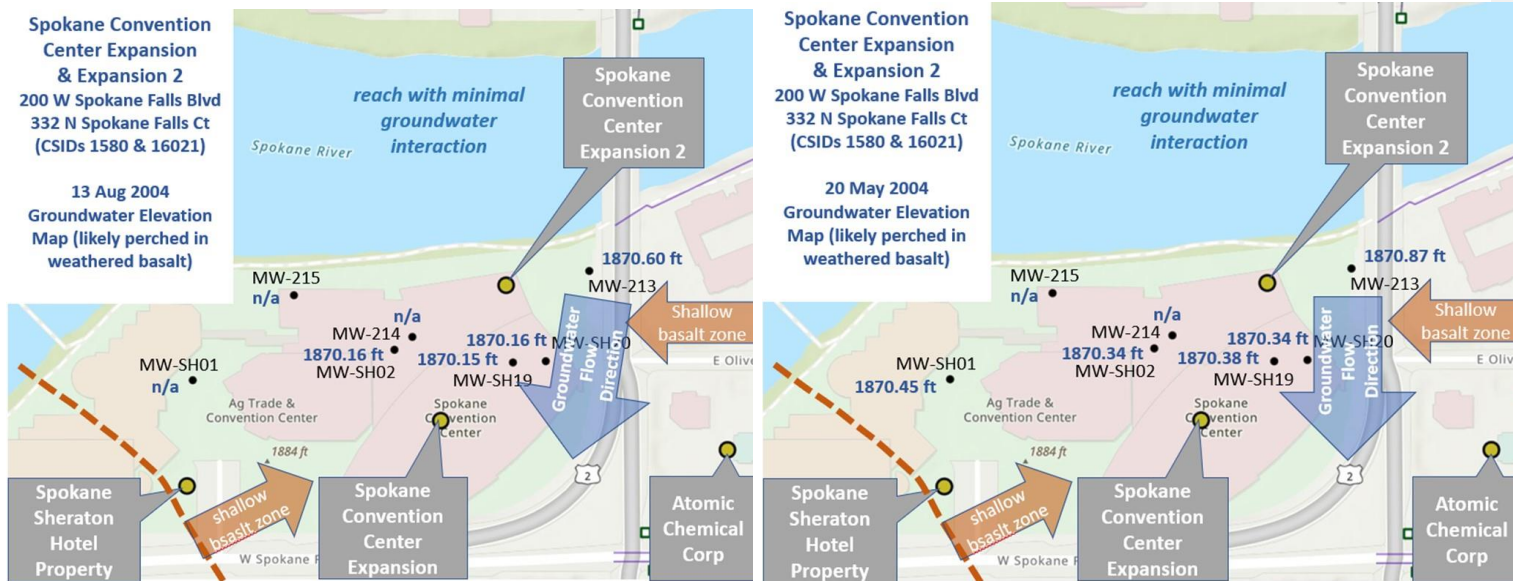 Spokane Convention
Center Expansion
& Expansion 2
200 W Spokane Falls Blvd
332 N Spokane Falls Ct
(CSIDs 1580 & 16021)
13 Aug 2004
Groundwater Elevation
Map (likely perched in
weathered basalt)
reach with minimal
groundwater
interaction
Spokane River
Spokane
Convention
Center
Expansion 2
1870.60 ft
MW-213
MW-215
n/a
n/a
MW-214
1870.16 ft
MW-SH02
1870.16 ft
1870.15 ft
MW-SH19
MW-SH01
n/a
Groundwater
Flow
Direction
Shallow
basalt zone
E Oliv
Ag Trade &
Convention Center
Spokane
Center
1884 ft
2
shallow
bsaslt zone
Spokane
Sheraton
Hotel
Property
Spokane
Convention
Center
Expansion
Atomic
Chemical
Corp
W Spokane
Spokane Convention
Center Expansion
& Expansion 2
200 W Spokane Falls Blvd
332 N Spokane Falls Ct
(CSIDs 1580 & 16021)
20 May 2004
Groundwater Elevation
Map (likely perched in
weathered basalt)
reach with minimal
groundwater
interaction
Spokane River
Spokane
Convention
Center
Expansion 2
1870.87 ft
MW-213
MW-215
n/a
n/a
MW-214
1870.34 ft
MW-SH02
1870.34 ft
1870.38 ft
MW-SH20
MW-SH19
MW-SH01
1870.45 ft
Groundwater
Flow
Direction
Shallow
basalt zone
E Oliv
Ag Trade &
Convention Center
Spokane
Center
1884 ft
2
shallow
bsaslt zone
Spokane
Sheraton
Hotel
Property
Spokane
Convention
Center
Expansion
Atomic
Chemical
Corp
W Spokane